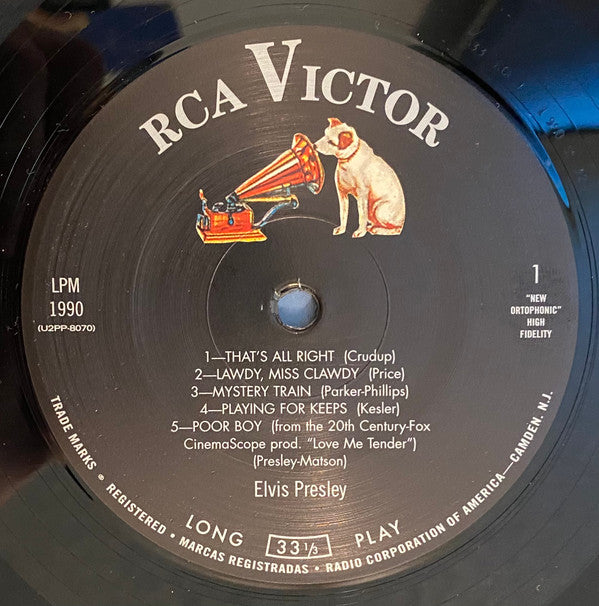 RCA VICTOR
LPM
1990
(U2PP-8070)
1
"NEW
ORTOPHONIC"
HIGH
FIDELITY
1—THAT'S ALL RIGHT (Crudup)
2—LAWDY, MISS CLAWDY (Price)
3—MYSTERY TRAIN (Parker-Phillips)
4—PLAYING FOR KEEPS (Kesler)
5—POOR BOY (from the 20th Century-Fox
CinemaScope prod. "Love Me Tender")
(Presley-Matson)
Elvis Presley
LONG 33 1/3 PLAY
TRADE MARKS ® REGISTERED • MARCAS REGISTRADAS • RADIO CORPORATION OF AMERICA—CAMDEN. N.J.